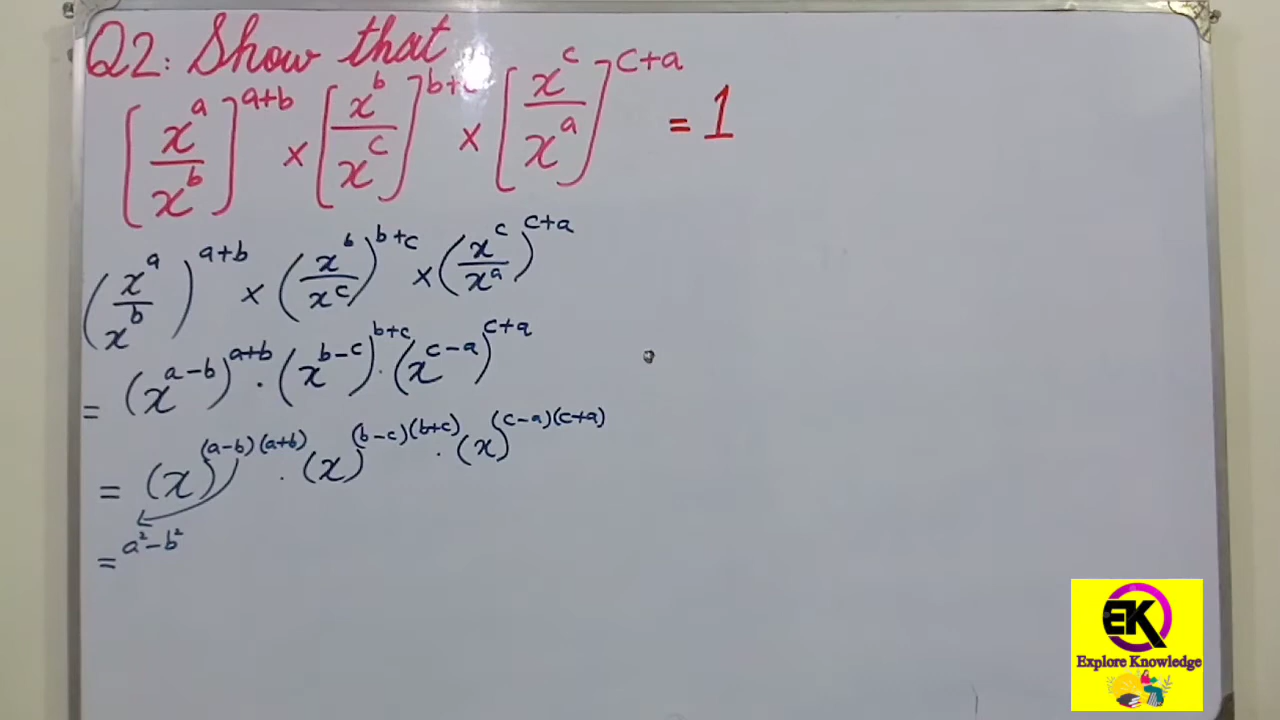 Q2: Show that
[x^a/x^b]^a+b × [x^b/x^c]^b+c × [x^c/x^a]^c+a = 1
(x^a/x^b)^a+b × (x^b/x^c)^b+c × (x^c/x^a)^c+a
= (x^a-b)^a+b · (x^b-c)^b+c · (x^c-a)^c+a
= (x)^(a-b)(a+b) · (x)^(b-c)(b+c) · (x)^(c-a)(c+a)
= a²-b²
EK
Explore Knowledge